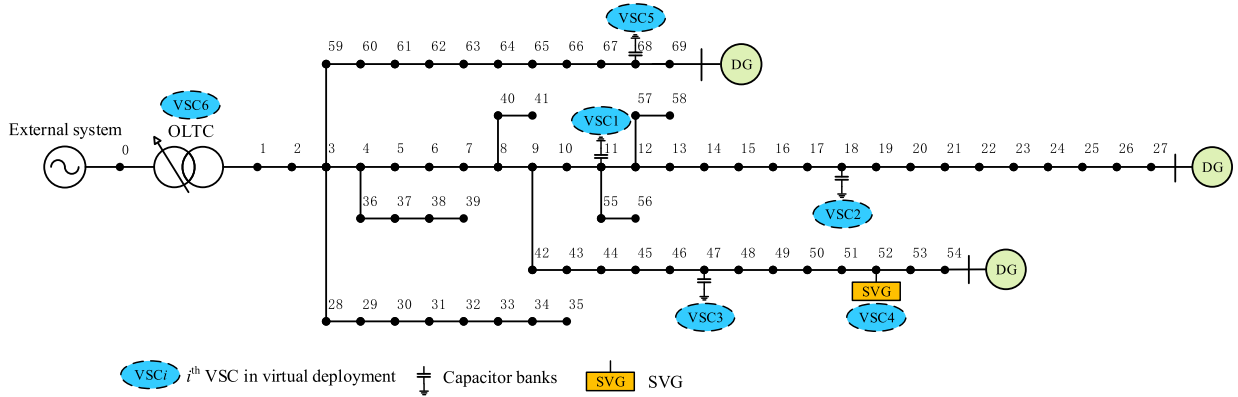 VSC5
59 60 61 62 63 64 65 66 67 68 69
DG
VSC6
40 41
57 58
VSC1
External system
OLTC
0 1 2 3 4 5 6 7 8 9 10 11 12 13 14 15 16 17 18 19 20 21 22 23 24 25 26 27
DG
36 37 38 39
55 56
VSC2
42 43 44 45 46 47 48 49 50 51 52 53 54
DG
SVG
28 29 30 31 32 33 34 35
VSC3
VSC4
VSCi ith VSC in virtual deployment
Capacitor banks
SVG SVG